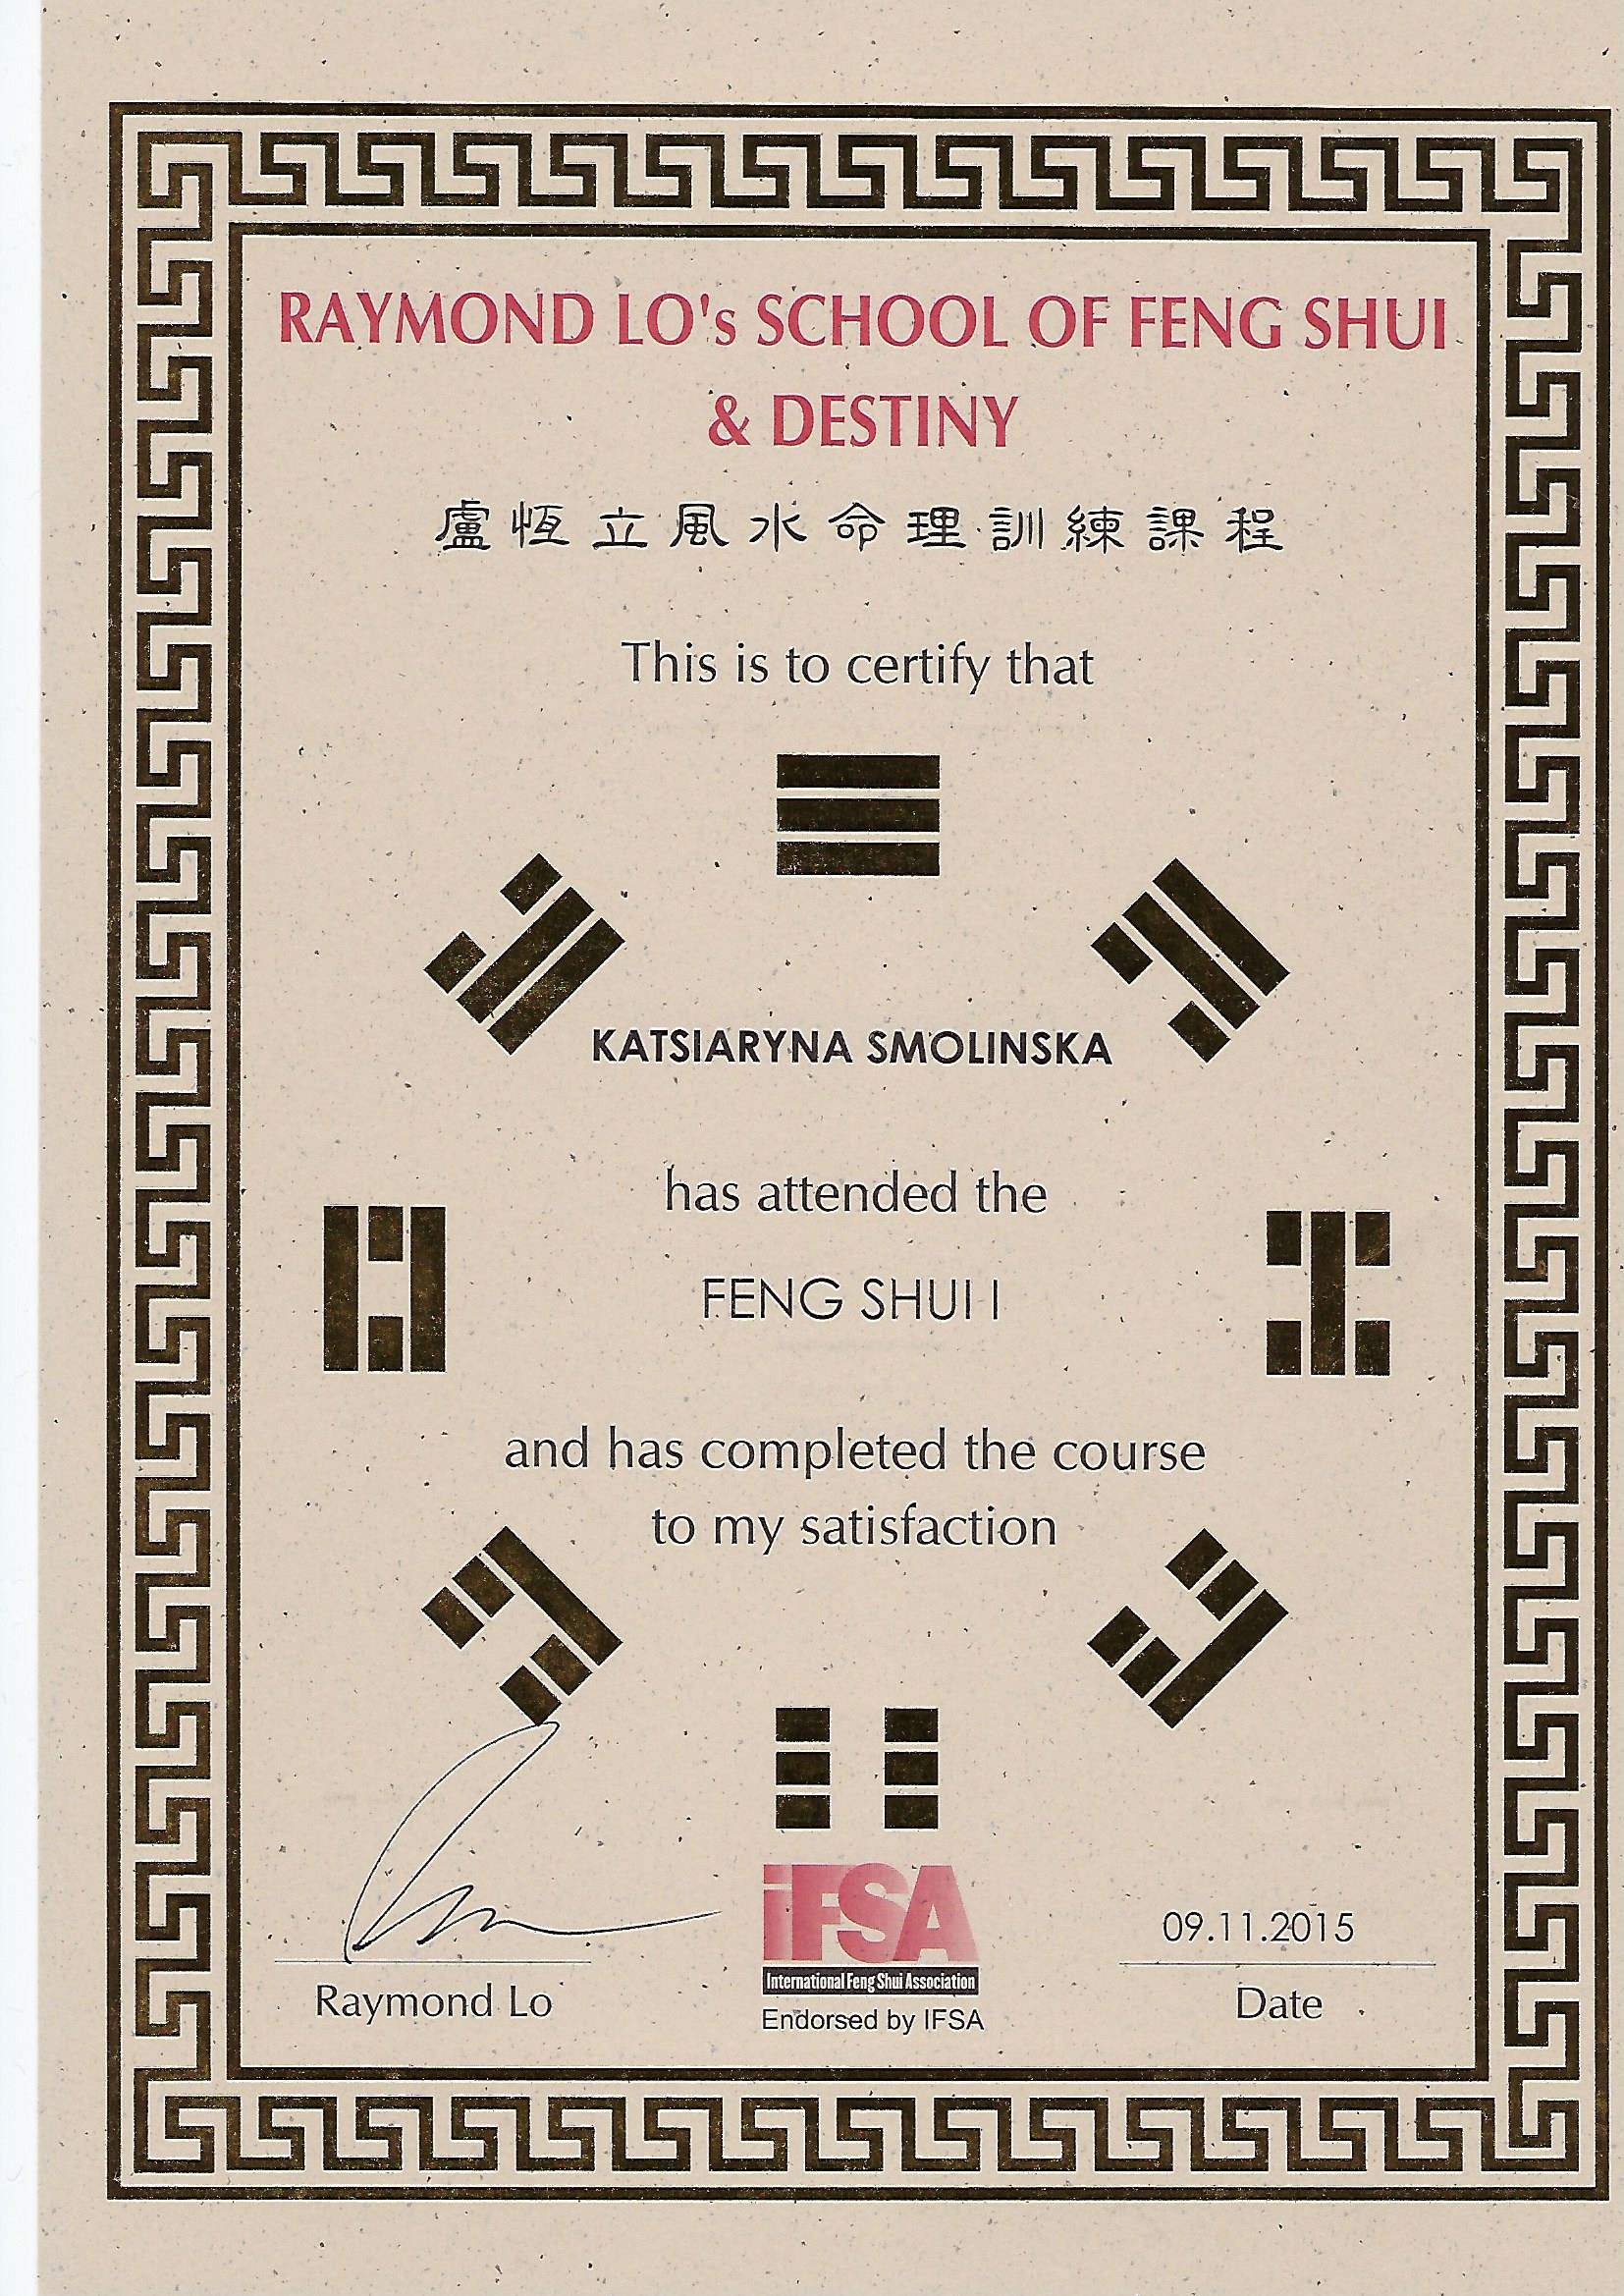 RAYMOND LO's SCHOOL OF FENG SHUI
& DESTINY
盧恆立風水命理訓練課程
This is to certify that
KATSIARYNA SMOLINSKA
has attended the
FENG SHUI I
and has completed the course
to my satisfaction
iFSA
International Feng Shui Association
Endorsed by IFSA
Raymond Lo
09.11.2015
Date